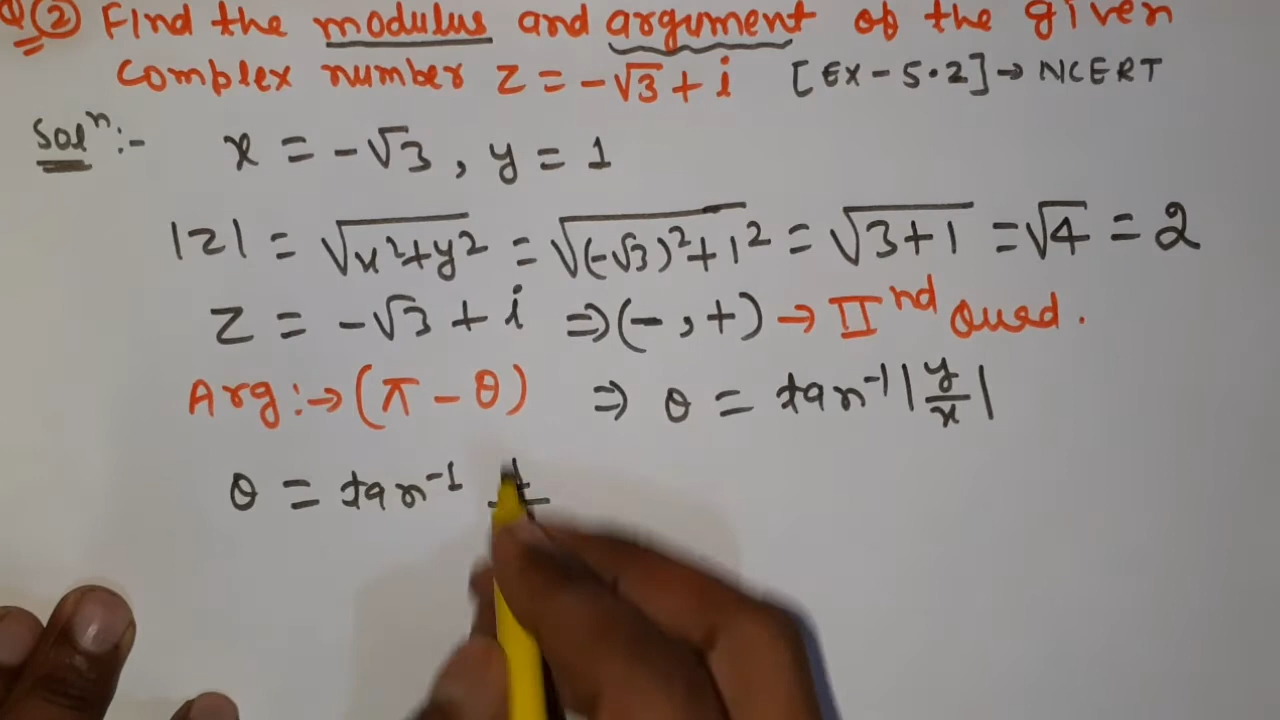 Q② Find the modulus and argument of the given
complex number z = -√3 + i [EX-5.2]→ NCERT
Solⁿ:- x = -√3, y = 1
|z| = √x²+y² = √(-√3)²+1² = √3+1 = √4 = 2
z = -√3 + i ⇒(-,+) → IInd Quad.
Arg:→(π-θ) ⇒ θ = tan⁻¹|y/x|
θ = tan⁻¹ 1